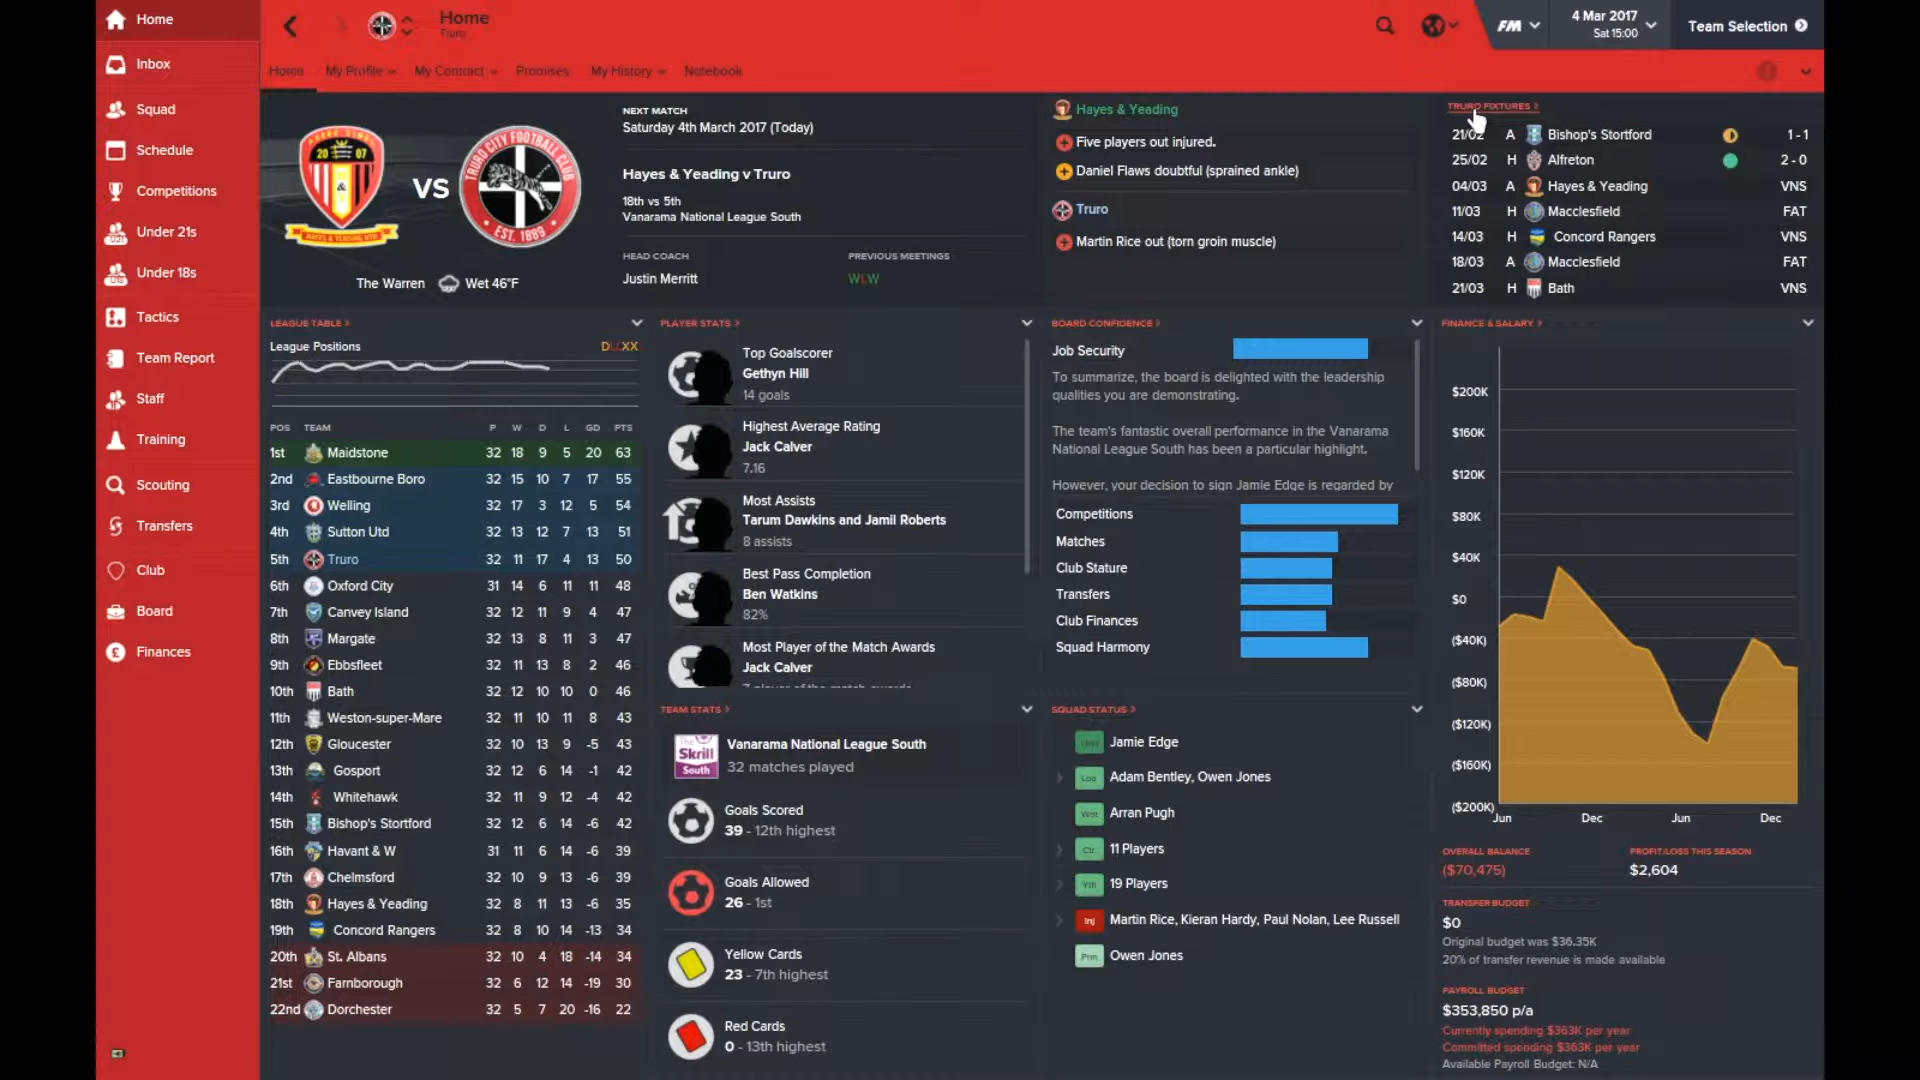 Home
Inbox
Squad
Schedule
Competitions
Under 21s
Under 18s
Tactics
Team Report
Staff
Training
Scouting
Transfers
Club
Board
Finances
Home
Truro
FM
4 Mar 2017
Sat 15:00
Team Selection
Home My Profile My Contract Promises My History Notebook
2007
&
HAYES & YEADING UTD
VS
TRURO CITY FOOTBALL CLUB
EST. 1889
The Warren Wet 46°F
NEXT MATCH
Saturday 4th March 2017 (Today)
Hayes & Yeading v Truro
18th vs 5th
Vanarama National League South
HEAD COACH
Justin Merritt
PREVIOUS MEETINGS
WLW
Hayes & Yeading
Five players out injured.
Daniel Flaws doubtful (sprained ankle)
Truro
Martin Rice out (torn groin muscle)
TRURO FIXTURES >
21/02 A Bishop's Stortford 1 - 1
25/02 H Alfreton 2 - 0
04/03 A Hayes & Yeading VNS
11/03 H Macclesfield FAT
14/03 H Concord Rangers VNS
18/03 A Macclesfield FAT
21/03 H Bath VNS
LEAGUE TABLE >
League Positions
POS TEAM P W D L GD PTS
1st Maidstone 32 18 9 5 20 63
2nd Eastbourne Boro 32 15 10 7 17 55
3rd Welling 32 17 3 12 5 54
4th Sutton Utd 32 13 12 7 13 51
5th Truro 32 11 17 4 13 50
6th Oxford City 31 14 6 11 11 48
7th Canvey Island 32 12 11 9 4 47
8th Margate 32 13 8 11 3 47
9th Ebbsfleet 32 11 13 8 2 46
10th Bath 32 12 10 10 0 46
11th Weston-super-Mare 32 11 10 11 8 43
12th Gloucester 32 10 13 9 -5 43
13th Gosport 32 12 6 14 -1 42
14th Whitehawk 32 11 9 12 -4 42
15th Bishop's Stortford 32 12 6 14 -6 42
16th Havant & W 31 11 6 14 -6 39
17th Chelmsford 32 10 9 13 -6 39
18th Hayes & Yeading 32 8 11 13 -6 35
19th Concord Rangers 32 8 10 14 -13 34
20th St. Albans 32 10 4 18 -14 34
21st Farnborough 32 6 12 14 -19 30
22nd Dorchester 32 5 7 20 -16 22
PLAYER STATS >
Top Goalscorer
Gethyn Hill
14 goals
Highest Average Rating
Jack Calver
7.16
Most Assists
Tarum Dawkins and Jamil Roberts
8 assists
Best Pass Completion
Ben Watkins
82%
Most Player of the Match Awards
Jack Calver
7 player of the match awards
TEAM STATS >
The
Skrill
South
Vanarama National League South
32 matches played
Goals Scored
39 - 12th highest
Goals Allowed
26 - 1st
Yellow Cards
23 - 7th highest
Red Cards
0 - 13th highest
BOARD CONFIDENCE >
Job Security
To summarize, the board is delighted with the leadership
qualities you are demonstrating.
The team's fantastic overall performance in the Vanarama
National League South has been a particular highlight.
However, your decision to sign Jamie Edge is regarded by
Competitions
Matches
Club Stature
Transfers
Club Finances
Squad Harmony
SQUAD STATUS >
Jamie Edge
Loa Adam Bentley, Owen Jones
Wnt Arran Pugh
Ctr 11 Players
Yth 19 Players
Inj Martin Rice, Kieran Hardy, Paul Nolan, Lee Russell
Prm Owen Jones
FINANCE & SALARY >
$200K
$160K
$120K
$80K
$40K
$0
($40K)
($80K)
($120K)
($160K)
($200K)
Jun Dec Jun Dec
OVERALL BALANCE
($70,475)
PROFIT/LOSS THIS SEASON
$2,604
TRANSFER BUDGET
$0
Original budget was $36.35K
20% of transfer revenue is made available
PAYROLL BUDGET
$353,850 p/a
Currently spending $363K per year
Committed spending $363K per year
Available Payroll Budget: N/A